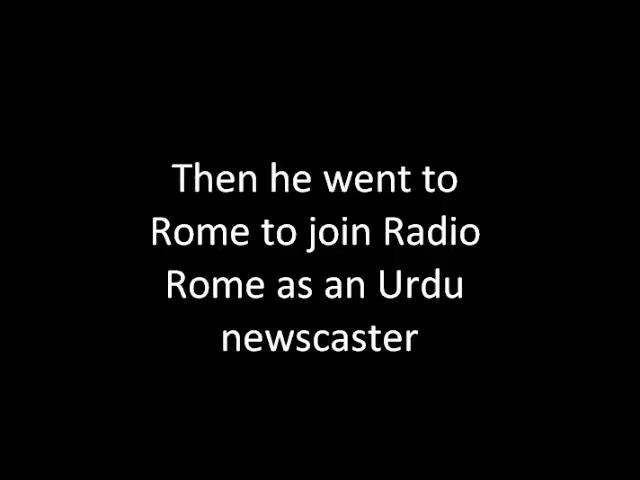 Then he went to
Rome to join Radio
Rome as an Urdu
newscaster